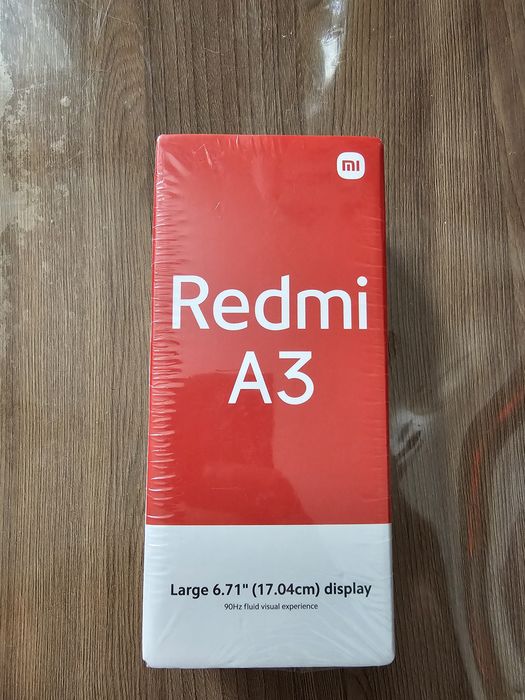 mi
Redmi
A3
Large 6.71" (17.04cm) display
90Hz fluid visual experience